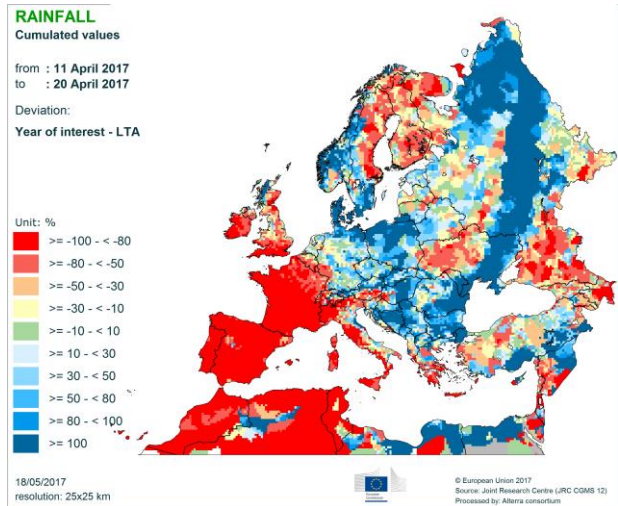 RAINFALL
Cumulated values
from : 11 April 2017
to : 20 April 2017
Deviation:
Year of interest - LTA
Unit: %
>= -100 - < -80
>= -80 - < -50
>= -50 - < -30
>= -30 - < -10
>= -10 - < 10
>= 10 - < 30
>= 30 - < 50
>= 50 - < 80
>= 80 - < 100
>= 100
18/05/2017
resolution: 25x25 km
© European Union 2017
Source: Joint Research Centre (JRC CGMS 12)
Processed by: Alterra consortium